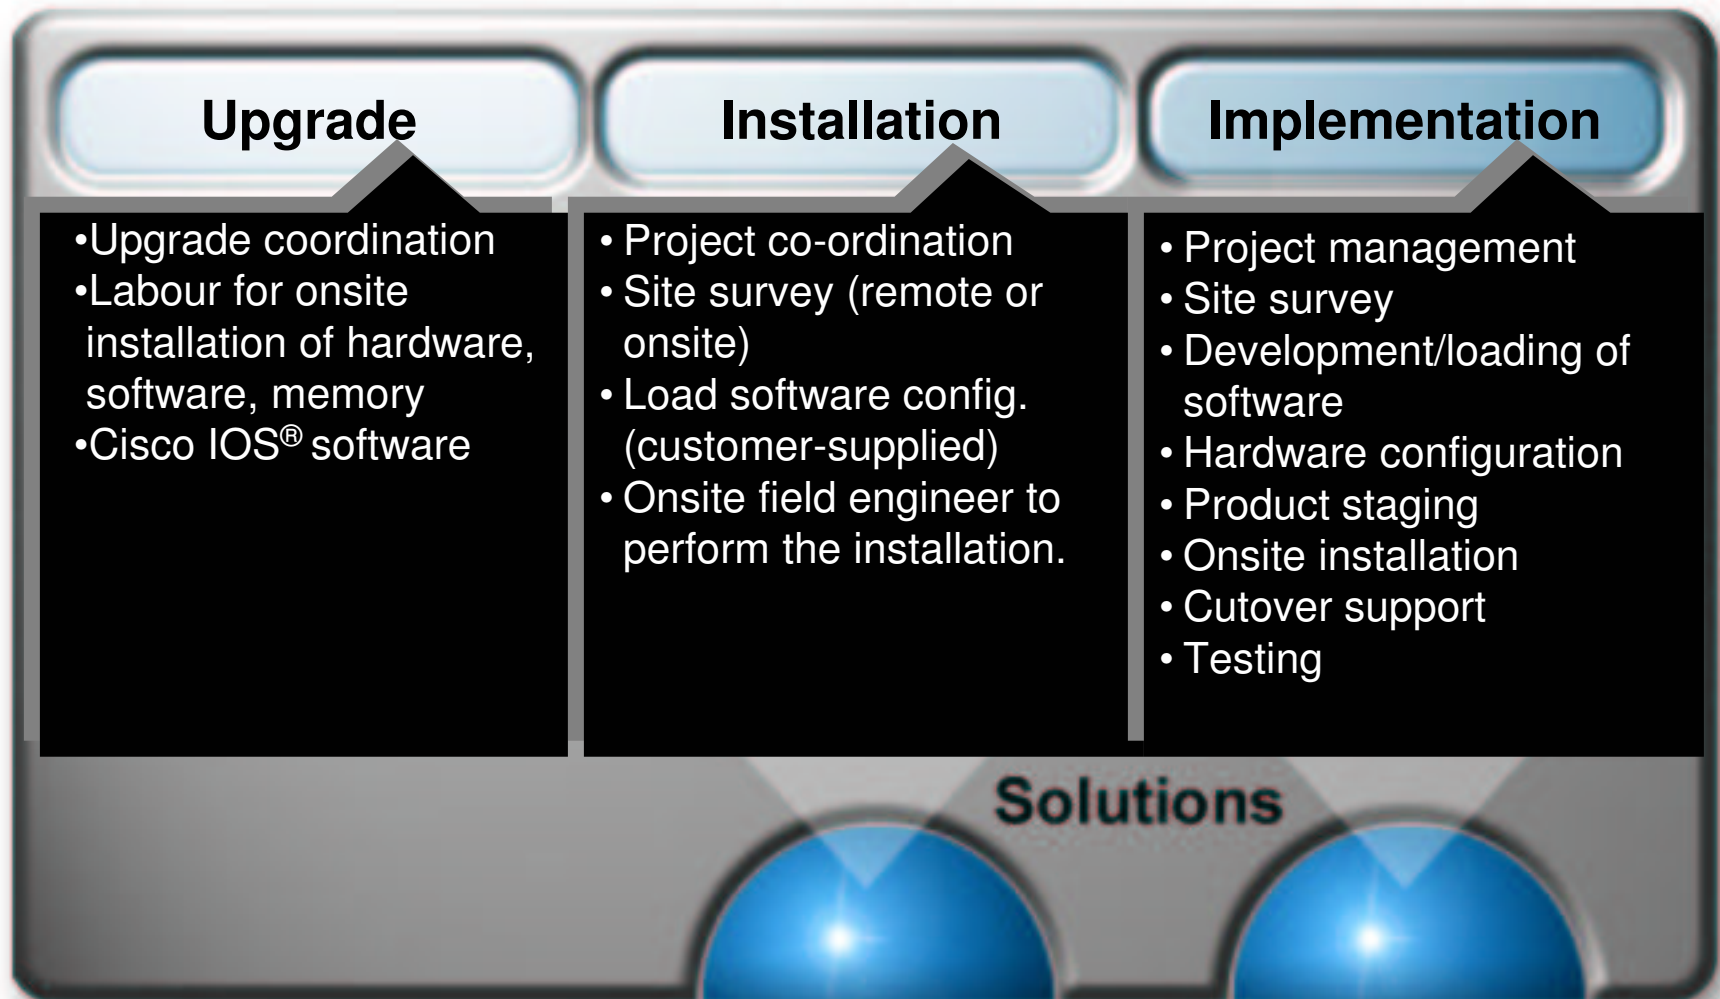 Upgrade
Installation
Implementation
•Upgrade coordination
•Labour for onsite
installation of hardware,
software, memory
•Cisco IOS® software
• Project co-ordination
• Site survey (remote or
onsite)
• Load software config.
(customer-supplied)
• Onsite field engineer to
perform the installation.
• Project management
• Site survey
• Development/loading of
software
• Hardware configuration
• Product staging
• Onsite installation
• Cutover support
• Testing
Solutions